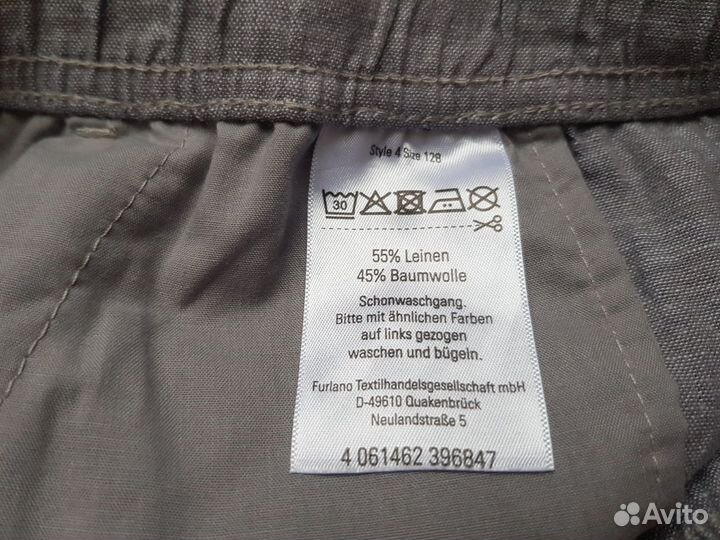 Style 4 Size 128
30
55% Leinen
45% Baumwolle
Schonwaschgang.
Bitte mit ähnlichen Farben
auf links gezogen
waschen und bügeln.
Furlano Textilhandelsgesellschaft mbH
D-49610 Quakenbrück
Neulandstraße 5
4 061462 396847
Avito